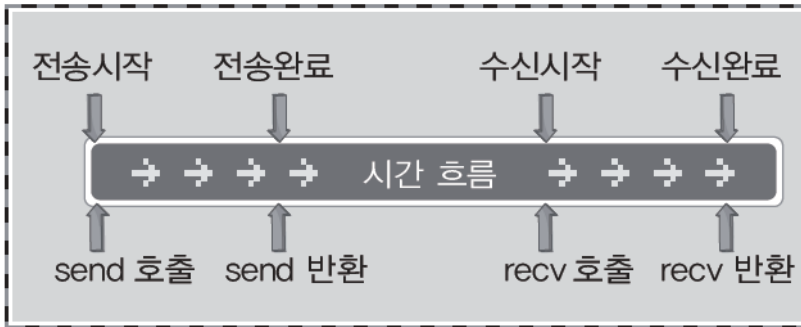 전송시작 전송완료 수신시작 수신완료
시간 흐름
send 호출 send 반환 recv 호출 recv 반환